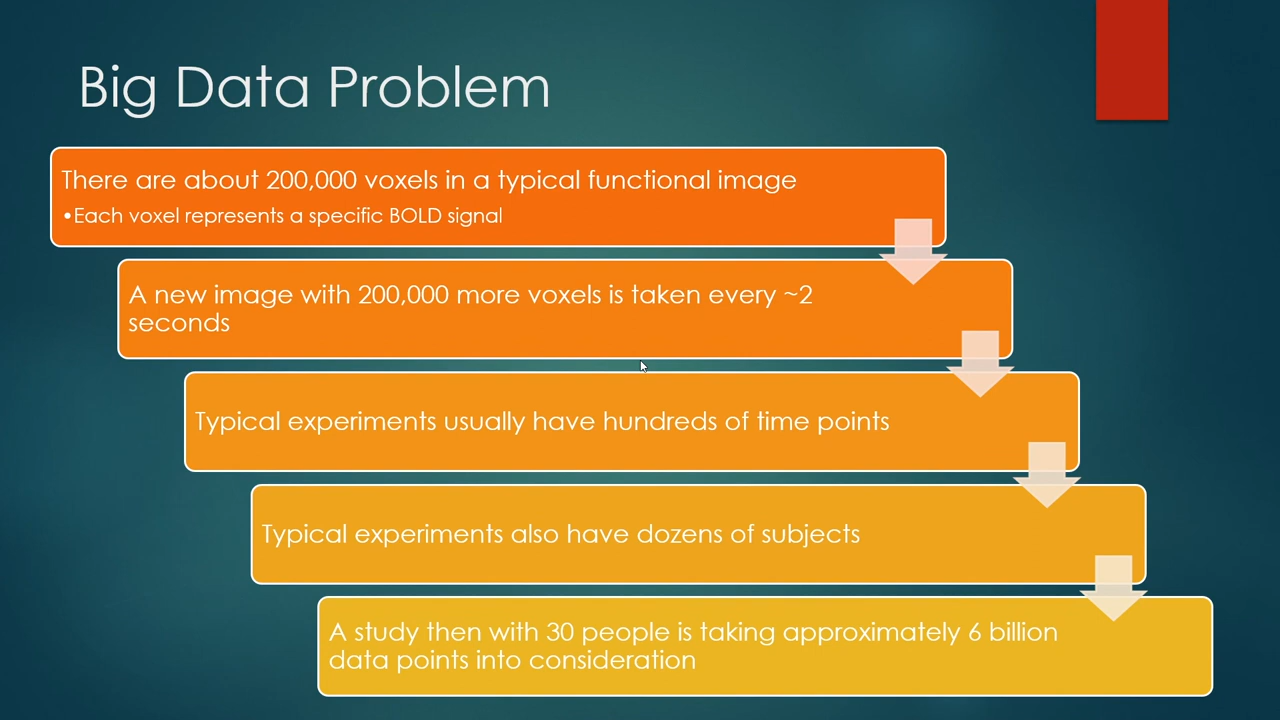 Big Data Problem
There are about 200,000 voxels in a typical functional image
•Each voxel represents a specific BOLD signal
A new image with 200,000 more voxels is taken every ~2
seconds
Typical experiments usually have hundreds of time points
Typical experiments also have dozens of subjects
A study then with 30 people is taking approximately 6 billion
data points into consideration